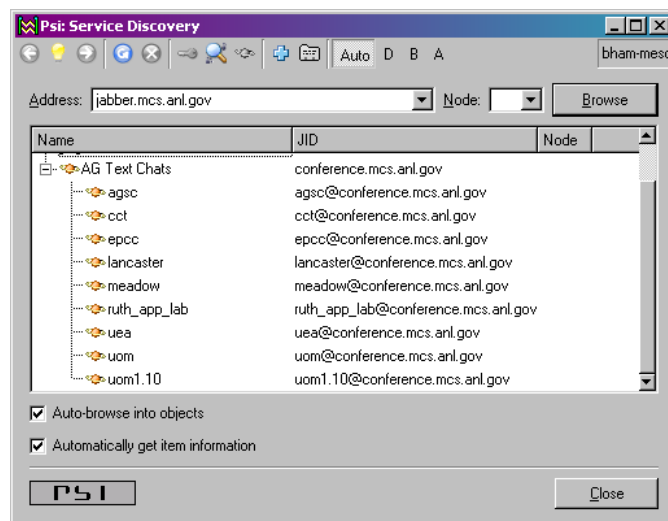 Psi: Service Discovery
Auto D B A bham-mesc
Address: jabber.mcs.anl.gov Node: Browse
Name JID Node
AG Text Chats conference.mcs.anl.gov
agsc agsc@conference.mcs.anl.gov
cct cct@conference.mcs.anl.gov
epcc epcc@conference.mcs.anl.gov
lancaster lancaster@conference.mcs.anl.gov
meadow meadow@conference.mcs.anl.gov
ruth_app_lab ruth_app_lab@conference.mcs.anl.gov
uea uea@conference.mcs.anl.gov
uom uom@conference.mcs.anl.gov
uom1.10 uom1.10@conference.mcs.anl.gov
Auto-browse into objects
Automatically get item information
PSI Close